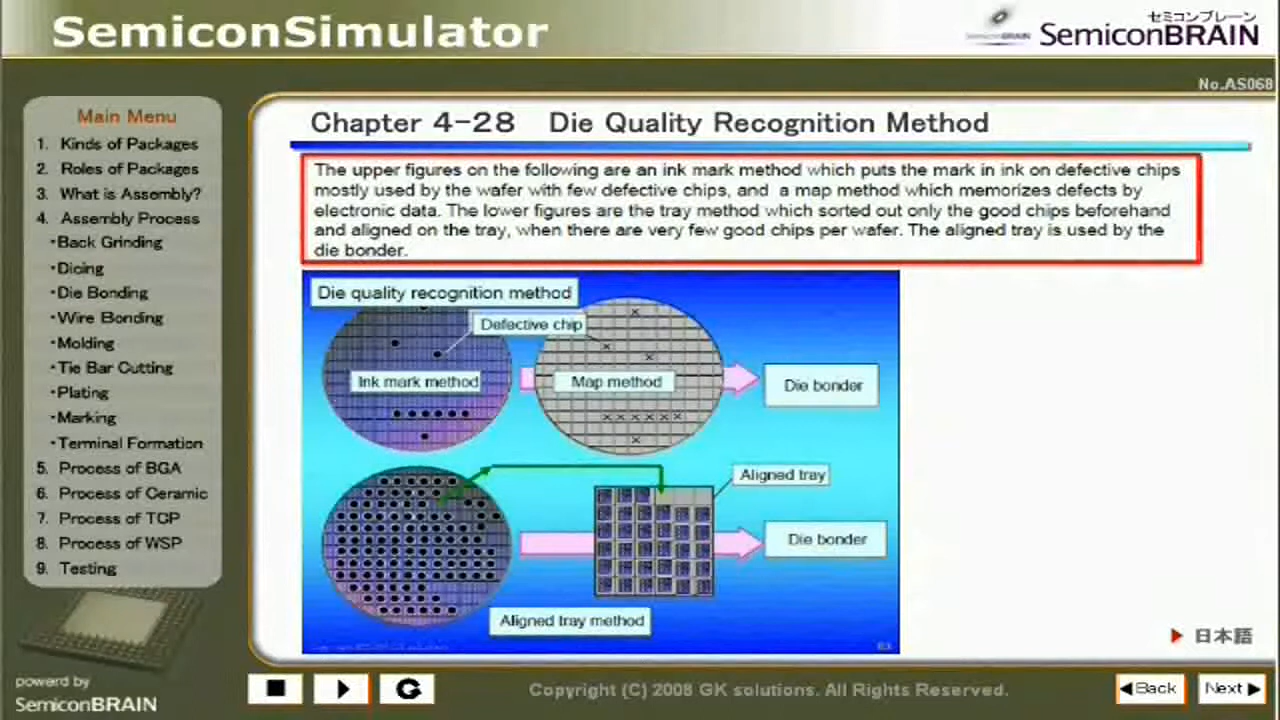 SemiconSimulator
セミコンブレーン
SemiconBRAIN
No.AS068
Main Menu
1. Kinds of Packages
2. Roles of Packages
3. What is Assembly?
4. Assembly Process
・Back Grinding
・Dicing
・Die Bonding
・Wire Bonding
・Molding
・Tie Bar Cutting
・Plating
・Marking
・Terminal Formation
5. Process of BGA
6. Process of Ceramic
7. Process of TCP
8. Process of WSP
9. Testing
powerd by
SemiconBRAIN
Chapter 4-28 Die Quality Recognition Method
The upper figures on the following are an ink mark method which puts the mark in ink on defective chips
mostly used by the wafer with few defective chips, and a map method which memorizes defects by
electronic data. The lower figures are the tray method which sorted out only the good chips beforehand
and aligned on the tray, when there are very few good chips per wafer. The aligned tray is used by the
die bonder.
Die quality recognition method
Defective chip
Ink mark method
Map method
Die bonder
Aligned tray
Die bonder
Aligned tray method
日本語
Copyright (C) 2008 GK solutions. All Rights Reserved.
Back
Next